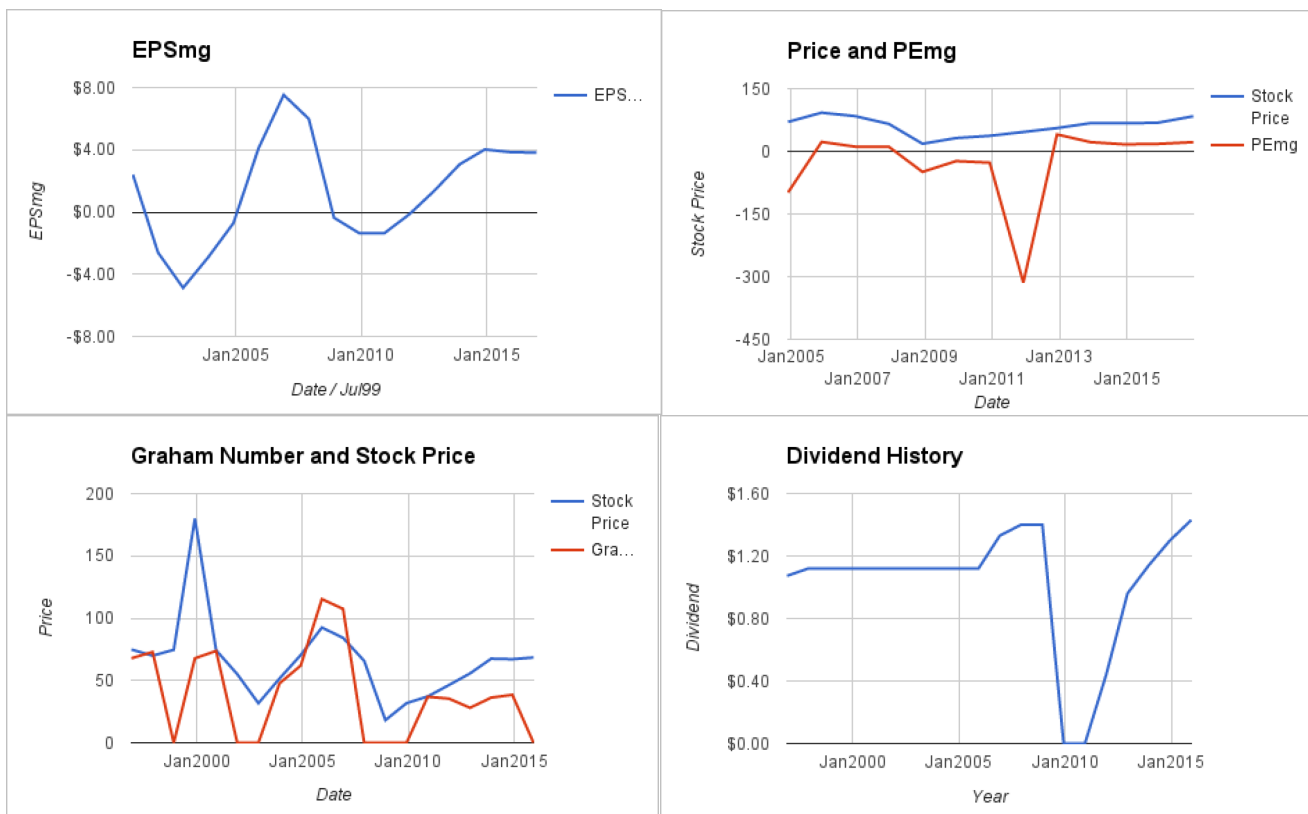 EPSmg
$8.00
$4.00
$0.00
-$4.00
-$8.00
EPSmg
Jan2005
Jan2010
Jan2015
Date / Jul99
EPS…
Price and PEmg
150
0
-150
-300
-450
Stock Price
Jan2005
Jan2009
Jan2013
Jan2007
Jan2011
Jan2015
Date
Stock
Price
PEmg
Graham Number and Stock Price
200
150
100
50
0
Price
Jan2000
Jan2005
Jan2010
Jan2015
Date
Stock
Price
Gra…
Dividend History
$1.60
$1.20
$0.80
$0.40
$0.00
Dividend
Jan2000
Jan2005
Jan2010
Jan2015
Year